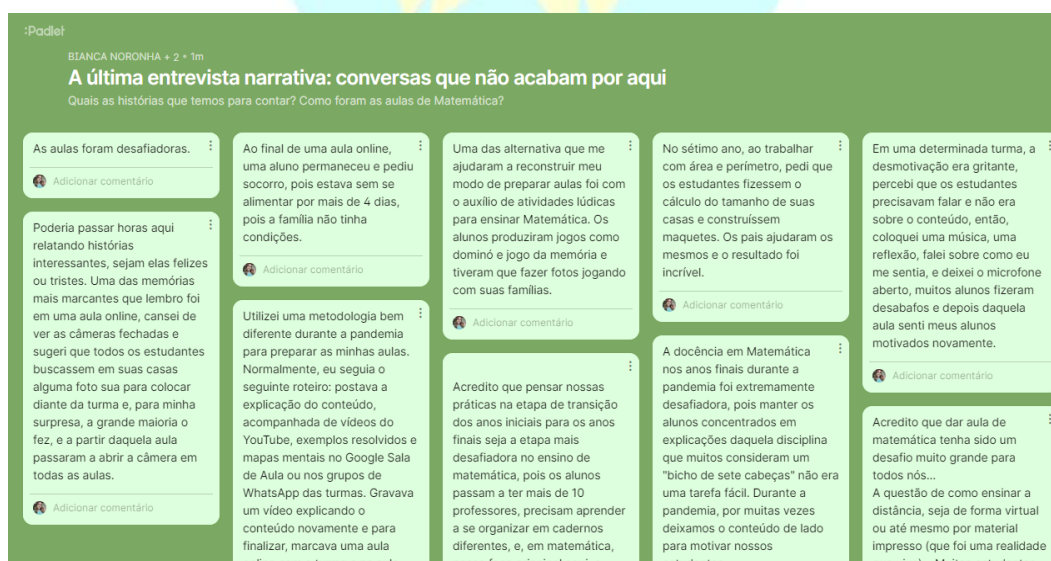 :Padlet
BIANCA NORONHA + 2 • 1m
A última entrevista narrativa: conversas que não acabam por aqui
Quais as histórias que temos para contar? Como foram as aulas de Matemática?
As aulas foram desafiadoras.
Adicionar comentário
Poderia passar horas aqui
relatando histórias
interessantes, sejam elas felizes
ou tristes. Uma das memórias
mais marcantes que lembro foi
em uma aula online, cansei de
ver as câmeras fechadas e
sugeri que todos os estudantes
buscassem em suas casas
alguma foto sua para colocar
diante da turma e, para minha
surpresa, a grande maioria o
fez, e a partir daquela aula
passaram a abrir a câmera em
todas as aulas.
Adicionar comentário
Ao final de uma aula online,
uma aluno permaneceu e pediu
socorro, pois estava sem se
alimentar por mais de 4 dias,
pois a família não tinha
condições.
Adicionar comentário
Utilizei uma metodologia bem
diferente durante a pandemia
para preparar as minhas aulas.
Normalmente, eu seguia o
seguinte roteiro: postava a
explicação do conteúdo,
acompanhada de vídeos do
YouTube, exemplos resolvidos e
mapas mentais no Google Sala
de Aula ou nos grupos de
WhatsApp das turmas. Gravava
um vídeo explicando o
conteúdo novamente e para
finalizar, marcava uma aula
Uma das alternativa que me
ajudaram a reconstruir meu
modo de preparar aulas foi com
o auxílio de atividades lúdicas
para ensinar Matemática. Os
alunos produziram jogos como
dominó e jogo da memória e
tiveram que fazer fotos jogando
com suas famílias.
Adicionar comentário
Acredito que pensar nossas
práticas na etapa de transição
dos anos iniciais para os anos
finais seja a etapa mais
desafiadora no ensino de
matemática, pois os alunos
passam a ter mais de 10
professores, precisam aprender
a se organizar em cadernos
diferentes, e, em matemática,
No sétimo ano, ao trabalhar
com área e perímetro, pedi que
os estudantes fizessem o
cálculo do tamanho de suas
casas e construíssem
maquetes. Os pais ajudaram os
mesmos e o resultado foi
incrível.
Adicionar comentário
A docência em Matemática
nos anos finais durante a
pandemia foi extremamente
desafiadora, pois manter os
alunos concentrados em
explicações daquela disciplina
que muitos consideram um
"bicho de sete cabeças" não era
uma tarefa fácil. Durante a
pandemia, por muitas vezes
deixamos o conteúdo de lado
para motivar nossos
Em uma determinada turma, a
desmotivação era gritante,
percebi que os estudantes
precisavam falar e não era
sobre o conteúdo, então,
coloquei uma música, uma
reflexão, falei sobre como eu
me sentia, e deixei o microfone
aberto, muitos alunos fizeram
desabafos e depois daquela
aula senti meus alunos
motivados novamente.
Adicionar comentário
Acredito que dar aula de
matemática tenha sido um
desafio muito grande para
todos nós...
A questão de como ensinar a
distância, seja de forma virtual
ou até mesmo por material
impresso (que foi uma realidade